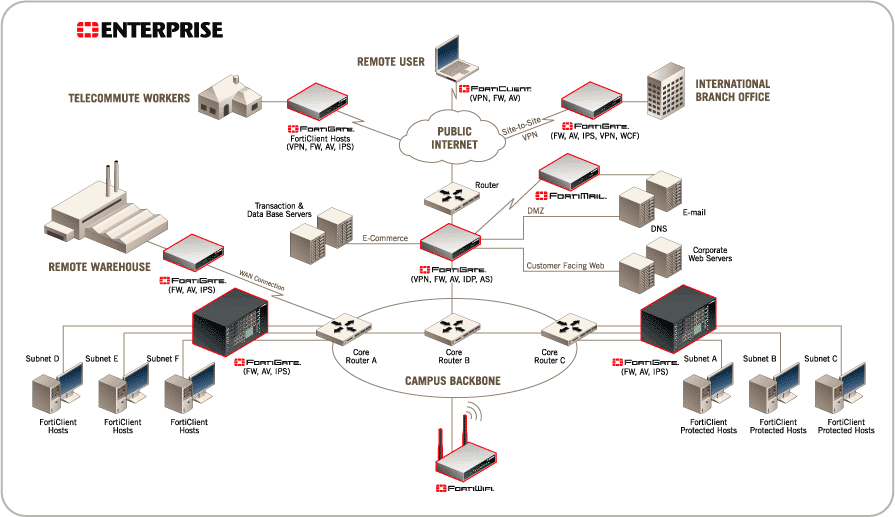 ENTERPRISE
REMOTE USER
FORTICLIENT.
(VPN, FW, AV)
TELECOMMUTE WORKERS
FORTIGATE.
FortiClient Hosts
(VPN, FW, AV, IPS)
PUBLIC
INTERNET
Site-to-Site
VPN
FORTIGATE.
(FW, AV, IPS, VPN, WCF)
INTERNATIONAL
BRANCH OFFICE
Router
FORTIMAIL.
Transaction &
Data Base Servers
E-Commerce
DMZ
E-mail
DNS
FORTIGATE.
(VPN, FW, AV, IDP, AS)
Customer Facing Web
Corporate
Web Servers
REMOTE WAREHOUSE
FORTIGATE.
(FW, AV, IPS)
WAN Connection
Core
Router A
Core
Router B
Core
Router C
CAMPUS BACKBONE
FORTIGATE.
(FW, AV, IPS)
FORTIGATE.
(FW, AV, IPS)
Subnet D
Subnet E
Subnet F
Subnet A
Subnet B
Subnet C
FortiClient
Hosts
FortiClient
Hosts
FortiClient
Hosts
FortiClient
Protected Hosts
FortiClient
Protected Hosts
FortiClient
Protected Hosts
FORTIWIFI.